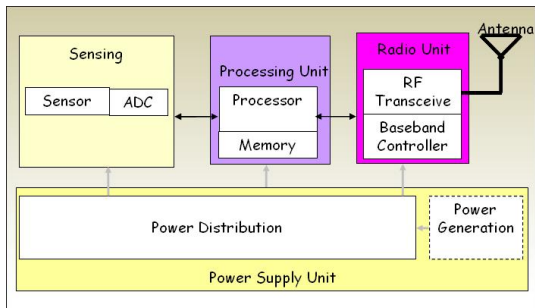 Antenna
Sensing
Sensor
ADC
Processing Unit
Processor
Memory
Radio Unit
RF
Transceive
Baseband
Controller
Power Distribution
Power
Generation
Power Supply Unit